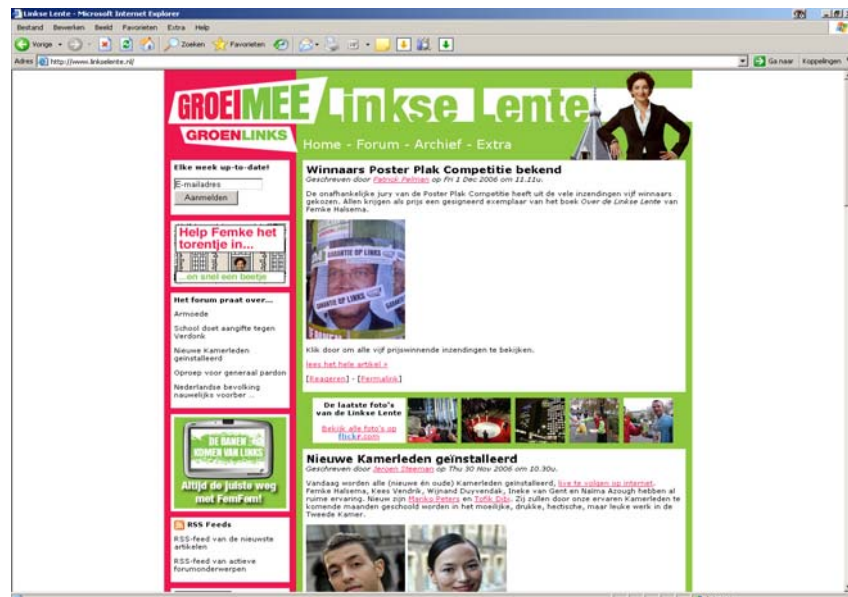 Linkse Lente - Microsoft Internet Explorer
Bestand Bewerken Beeld Favorieten Extra Help
Vorige Zoeken Favorieten
Adres http://www.linkselente.nl/ Ga naar Koppelingen
GROEI MEE
GROENLINKS
Linkse Lente
Home - Forum - Archief - Extra
Elke meek up-to-date!
E-mailadres
Aanmelden
Help Femke het
torentje in...
...en snel een beetje
Het forum praat over...
Armoede
School doet aangifte tegen
Verdonk
Nieuwe Kamerleden
geinstalleerd
Oproep voor generaal pardon
Nederlandse bevolking
nauwelijks voorber ...
DE BANEN
KOMEN VAN LINKS
Altijd de juiste weg
met FemFem!
RSS Feeds
RSS-feed van de nieuwste
artikelen
RSS-feed van actieve
forumonderwerpen
Winnaars Poster Plak Competitie bekend
Geschreven door Patrick Pelman op Fri 1 Dec 2006 om 11.11u.
De onafhankelijke jury van de Poster Plak Competitie heeft uit de vele inzendingen vijf winnaars
gekozen. Allen krijgen als prijs een gesigneerd exemplaar van het boek Over de Linkse Lente van
Femke Halsema.
GARANTIE OP LINKS
Klik door om alle vijf prijswinnende inzendingen te bekijken.
lees het hele artikel »
[Reageren] - [Permalink]
De laatste foto's
van de Linkse Lente
Bekijk alle foto's op
flickr.com
Nieuwe Kamerleden geïnstalleerd
Geschreven door Jeroen Steeman op Thu 30 Nov 2006 om 10.30u.
Vandaag worden alle (nieuwe én oude) Kamerleden geinstalleerd, live te volgen op internet.
Femke Halsema, Kees Vendrik, Wijnand Duyvendak, Ineke van Gent en Naima Azough hebben al
ruime ervaring. Nieuw zijn Mariko Peters en Tofik Dibi. Zij zullen door onze ervaren Kamerleden te
komende maanden geschoold worden in het moeilijke, drukke, hectische, maar leuke werk in de
Tweede Kamer.